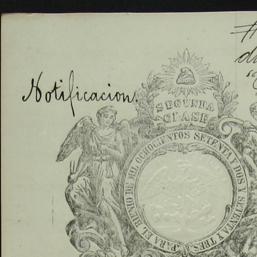 Notificacion.
SEGUNDA
CLASE
PARA EL BIENIO DE MIL OCHOCIENTOS SETENTA I DOS Y SETENTA Y TRES